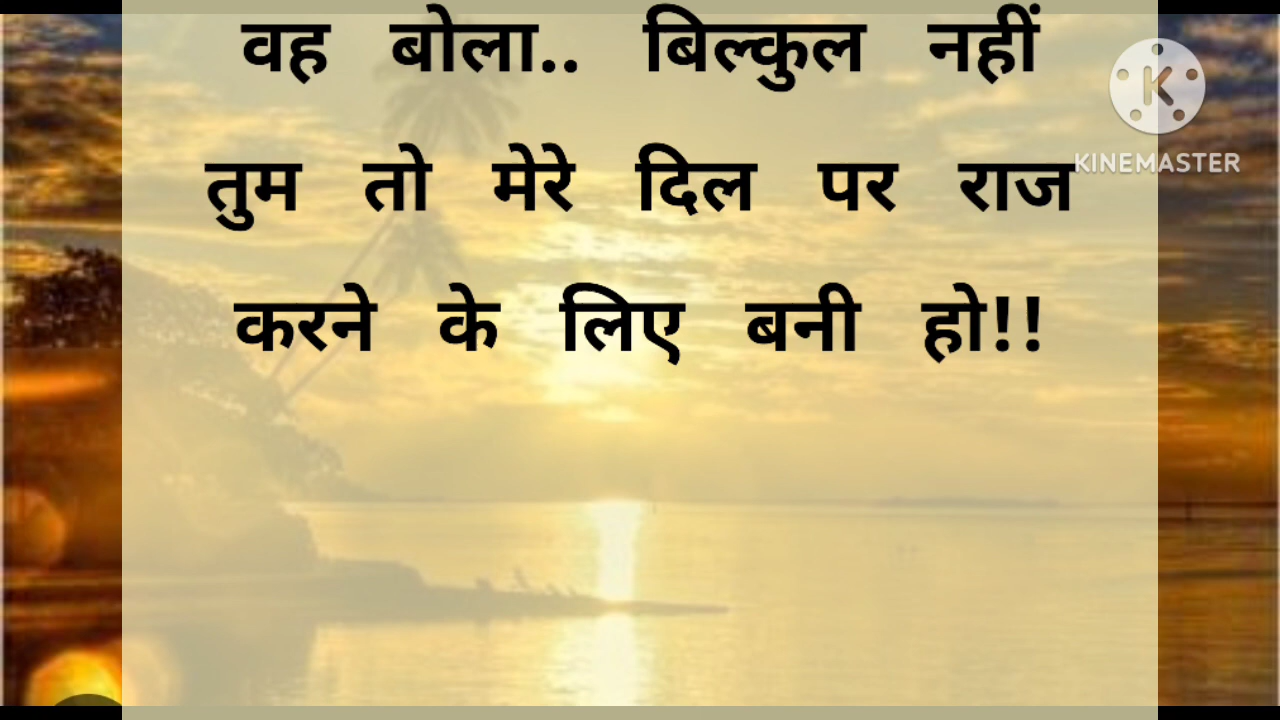 वह बोला.. बिल्कुल नहीं
तुम तो मेरे दिल पर राज
करने के लिए बनी हो!!
K
KINEMASTER